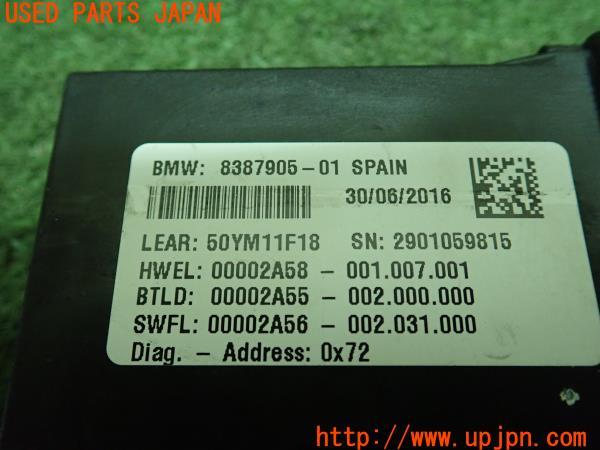 USED PARTS JAPAN
BMW: 8387905-01 SPAIN
30/06/2016
LEAR: 50YM11F18 SN: 2901059815
HWEL: 00002A58 - 001.007.001
BTLD: 00002A55 - 002.000.000
SWFL: 00002A56 - 002.031.000
Diag. - Address: 0x72
UPJ
http://www.upjpn.com